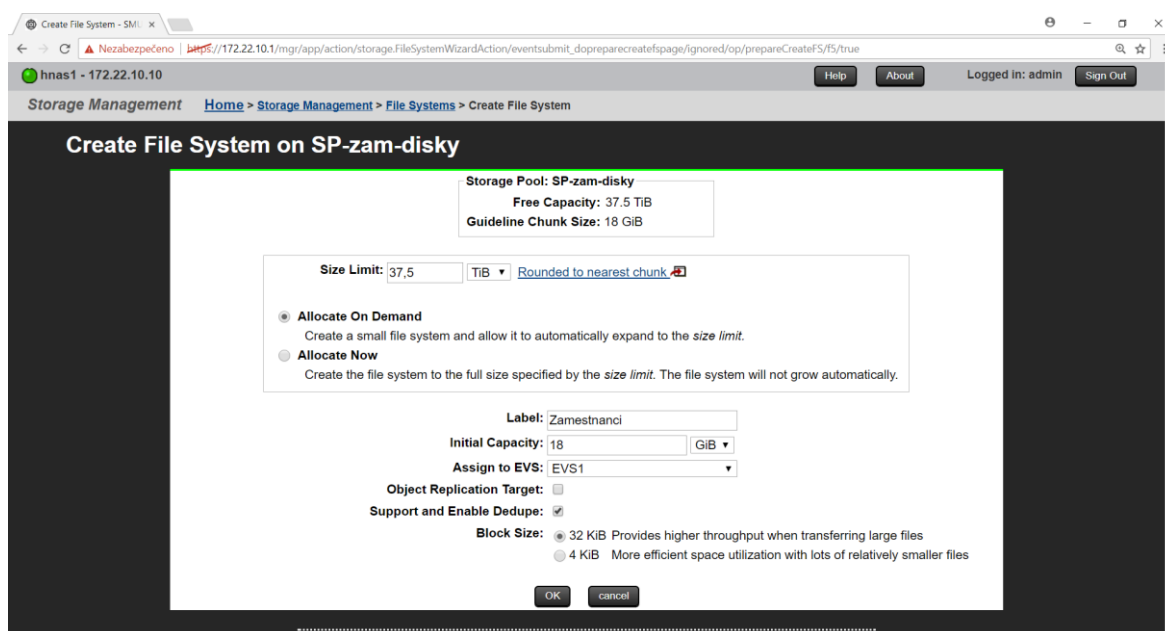 Create File System - SMU
Nezabezpečeno | https://172.22.10.1/mgr/app/action/storage.FileSystemWizardAction/eventsubmit_dopreparecreatefspage/ignored/op/prepareCreateFS/f5/true
hnas1 - 172.22.10.10 Help About Logged in: admin Sign Out
Storage Management Home > Storage Management > File Systems > Create File System
Create File System on SP-zam-disky
Storage Pool: SP-zam-disky
Free Capacity: 37.5 TiB
Guideline Chunk Size: 18 GiB
Size Limit: 37,5 TiB Rounded to nearest chunk
Allocate On Demand
Create a small file system and allow it to automatically expand to the size limit.
Allocate Now
Create the file system to the full size specified by the size limit. The file system will not grow automatically.
Label: Zamestnanci
Initial Capacity: 18 GiB
Assign to EVS: EVS1
Object Replication Target:
Support and Enable Dedupe:
Block Size: 32 KiB Provides higher throughput when transferring large files
4 KiB More efficient space utilization with lots of relatively smaller files
OK cancel